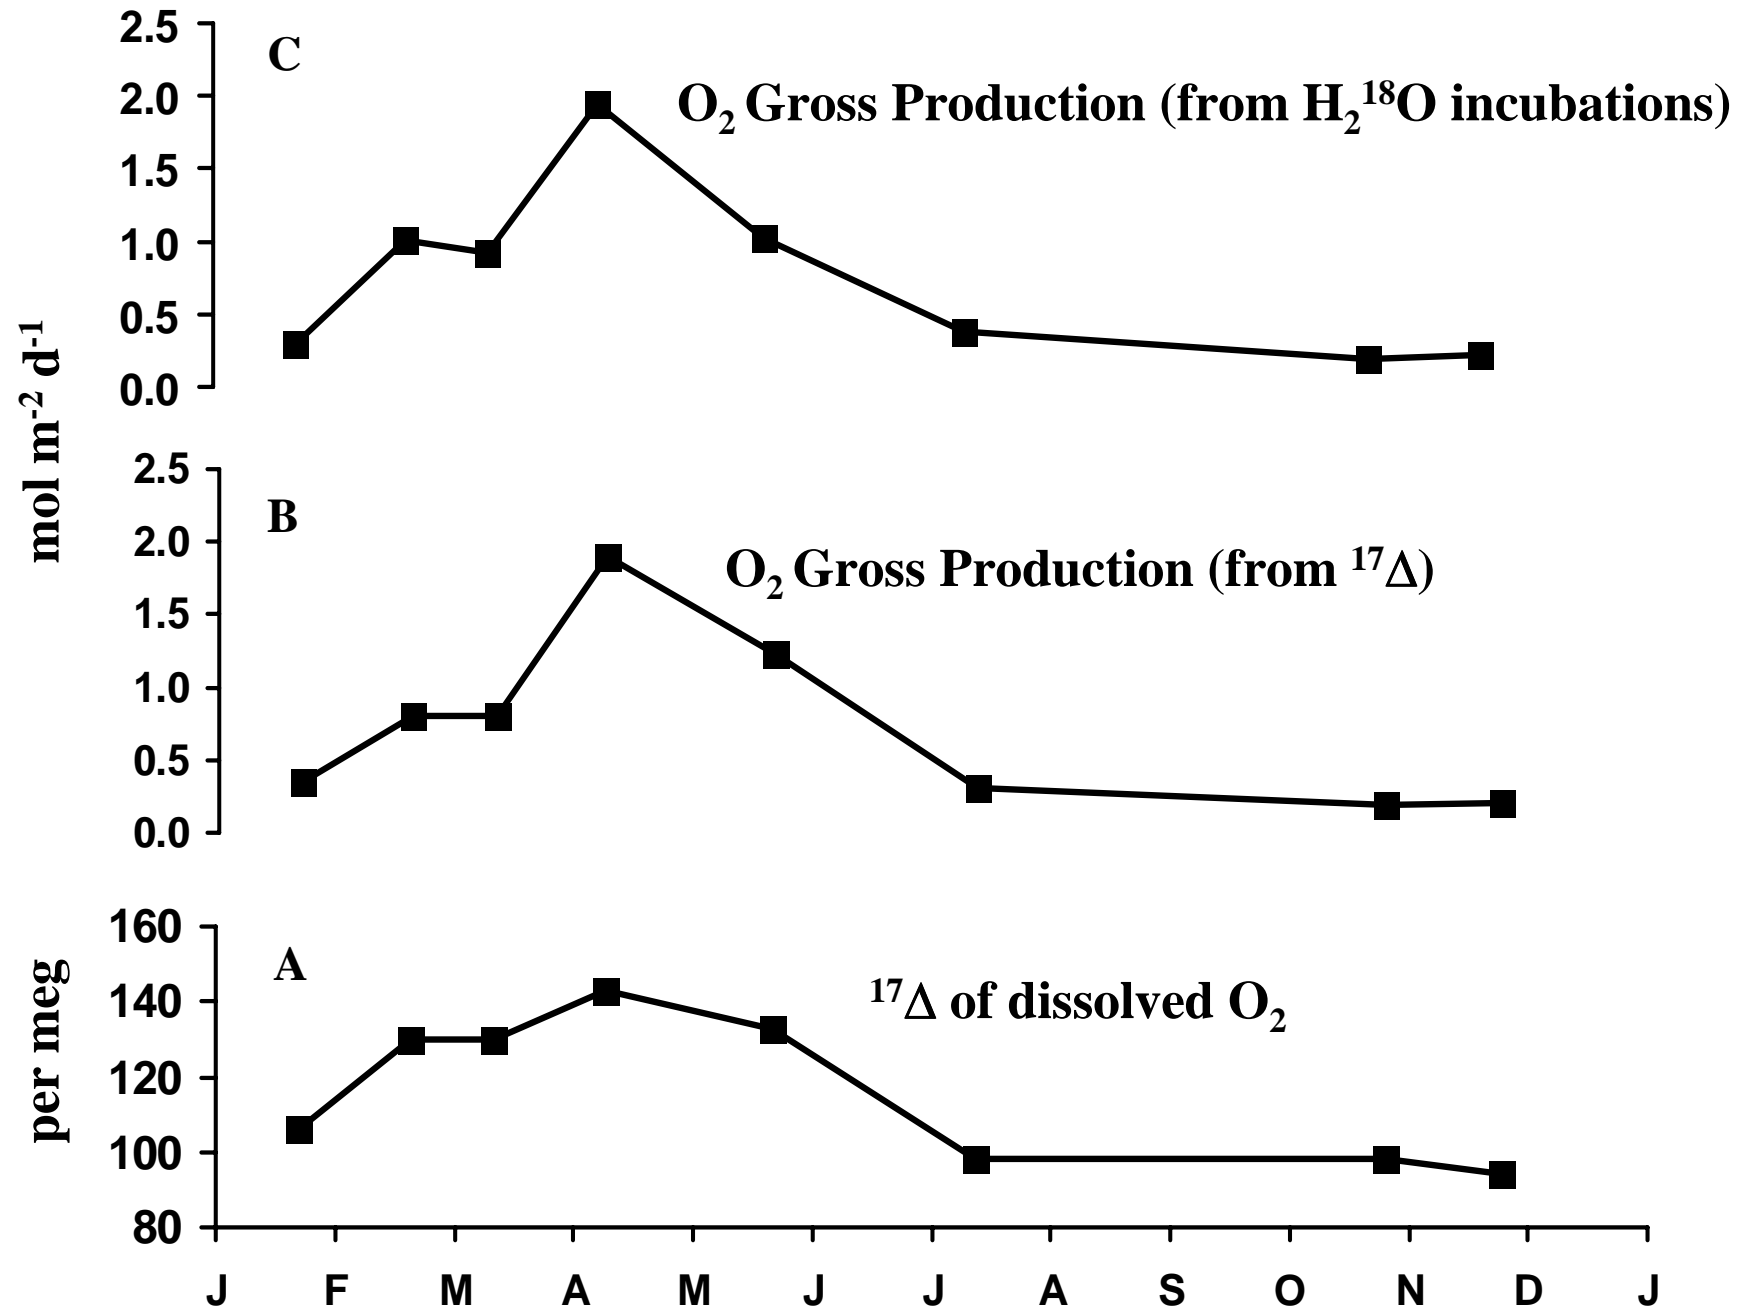 C
O₂ Gross Production (from H₂¹⁸O incubations)
2.5
2.0
1.5
1.0
0.5
0.0
mol m⁻² d⁻¹
B
O₂ Gross Production (from ¹⁷Δ)
2.5
2.0
1.5
1.0
0.5
0.0
A
¹⁷Δ of dissolved O₂
160
140
120
100
80
per meg
J F M A M J J A S O N D J